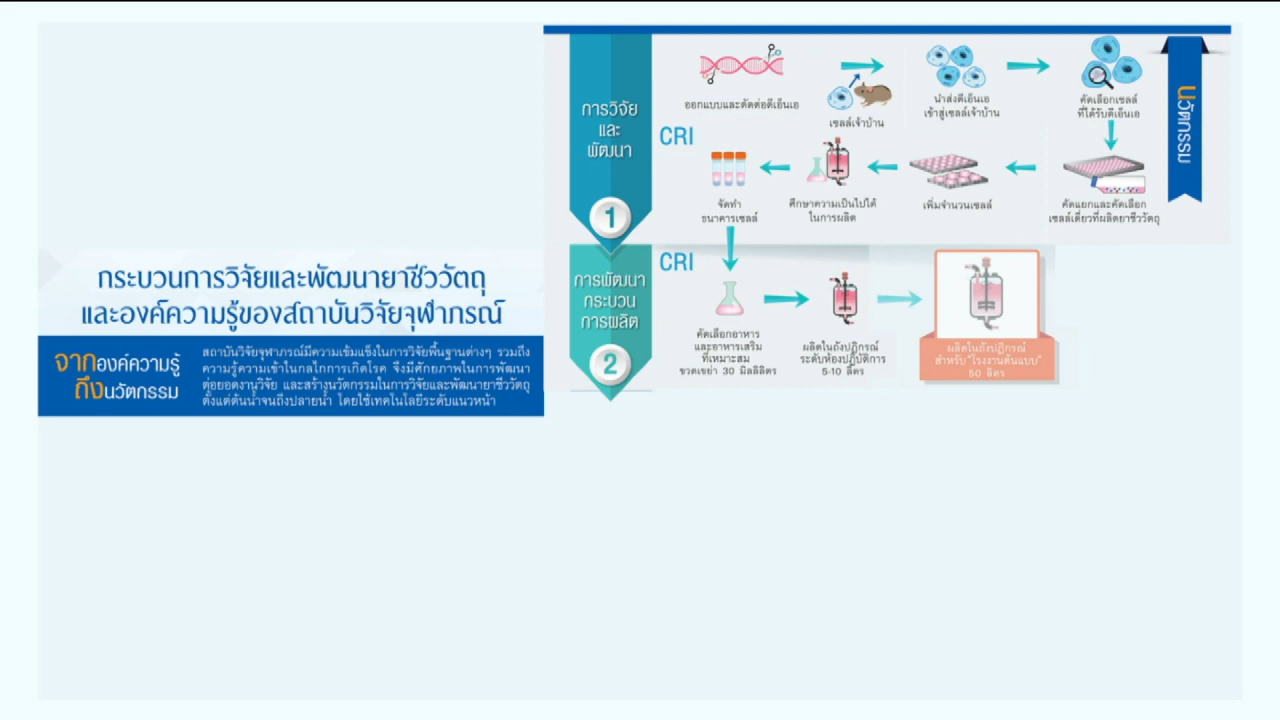 กระบวนการวิจัยและพัฒนายาชีววัตถุ
และองค์ความรู้ของสถาบันวิจัยจุฬาภรณ์
จากองค์ความรู้
ถึงนวัตกรรม
สถาบันวิจัยจุฬาภรณ์มีความเข้มแข็งในการวิจัยพื้นฐานต่างๆ รวมถึง
ความรู้ความเข้าในกลไกการเกิดโรค จึงมีศักยภาพในการพัฒนา
ต่อยอดงานวิจัย และสร้างนวัตกรรมในการวิจัยและพัฒนายาชีววัตถุ
ตั้งแต่ต้นน้ำจนถึงปลายน้ำ โดยใช้เทคโนโลยีระดับแนวหน้า
การวิจัย
และ
พัฒนา
1
CRI
ออกแบบและตัดต่อดีเอ็นเอ
เซลล์เจ้าบ้าน
นำส่งดีเอ็นเอ
เข้าสู่เซลล์เจ้าบ้าน
คัดเลือกเซลล์
ที่ได้รับดีเอ็นเอ
นวัตกรรม
คัดแยกและคัดเลือก
เซลล์เดี่ยวที่ผลิตยาชีววัตถุ
เพิ่มจำนวนเซลล์
ศึกษาความเป็นไปได้
ในการผลิต
จัดทำ
ธนาคารเซลล์
การพัฒนา
กระบวน
การผลิต
2
CRI
คัดเลือกอาหาร
และอาหารเสริม
ที่เหมาะสม
ขวดเขย่า 30 มิลลิลิตร
ผลิตในถังปฏิกรณ์
ระดับห้องปฏิบัติการ
5-10 ลิตร
ผลิตในถังปฏิกรณ์
สำหรับ"โรงงานต้นแบบ"
50 ลิตร